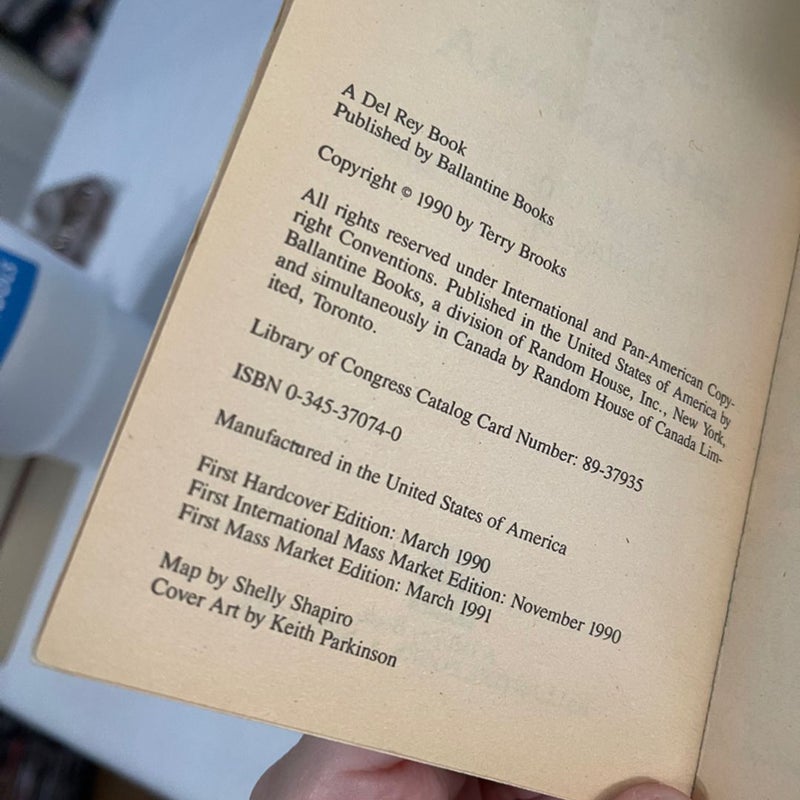 A Del Rey Book
Published by Ballantine Books
Copyright © 1990 by Terry Brooks
All rights reserved under International and Pan-American Copy-
right Conventions. Published in the United States of America by
Ballantine Books, a division of Random House, Inc., New York,
and simultaneously in Canada by Random House of Canada Lim-
ited, Toronto.
Library of Congress Catalog Card Number: 89-37935
ISBN 0-345-37074-0
Manufactured in the United States of America
First Hardcover Edition: March 1990
First International Mass Market Edition: November 1990
First Mass Market Edition: March 1991
Map by Shelly Shapiro
Cover Art by Keith Parkinson